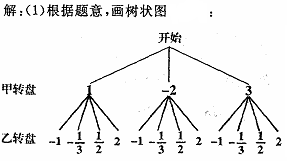 解:(1)根据题意,画树状图:
开始
甲转盘 1 -2 3
乙转盘 -1 -1/3 1/2 2 -1 -1/3 1/2 2 -1 -1/3 1/2 2